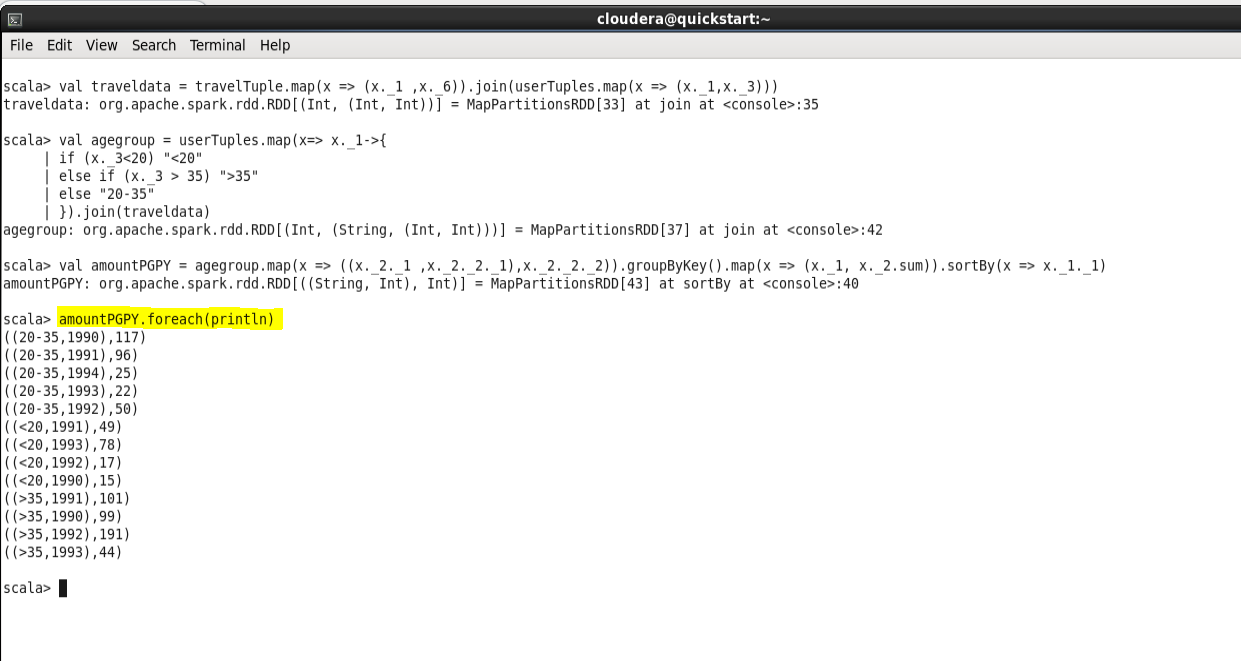 cloudera@quickstart:~
File Edit View Search Terminal Help
scala> val traveldata = travelTuple.map(x => (x._1 ,x._6)).join(userTuples.map(x => (x._1,x._3)))
traveldata: org.apache.spark.rdd.RDD[(Int, (Int, Int))] = MapPartitionsRDD[33] at join at <console>:35
scala> val agegroup = userTuples.map(x=> x._1->{
| if (x._3<20) "<20"
| else if (x._3 > 35) ">35"
| else "20-35"
| }).join(traveldata)
agegroup: org.apache.spark.rdd.RDD[(Int, (String, (Int, Int)))] = MapPartitionsRDD[37] at join at <console>:42
scala> val amountPGPY = agegroup.map(x => ((x._2._1 ,x._2._2._1),x._2._2._2)).groupByKey().map(x => (x._1, x._2.sum)).sortBy(x => x._1._1)
amountPGPY: org.apache.spark.rdd.RDD[((String, Int), Int)] = MapPartitionsRDD[43] at sortBy at <console>:40
scala> amountPGPY.foreach(println)
((20-35,1990),117)
((20-35,1991),96)
((20-35,1994),25)
((20-35,1993),22)
((20-35,1992),50)
((<20,1991),49)
((<20,1993),78)
((<20,1992),17)
((<20,1990),15)
((>35,1991),101)
((>35,1990),99)
((>35,1992),191)
((>35,1993),44)
scala>